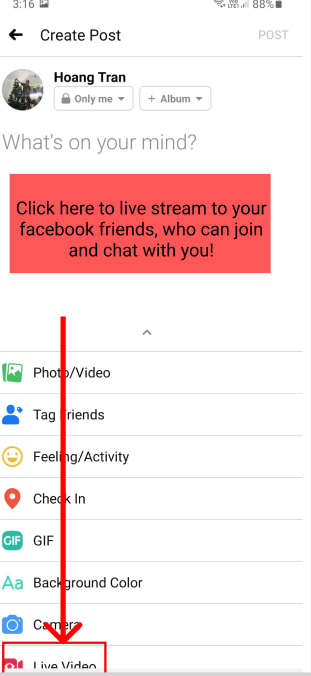 3:16 88%
Create Post POST
Hoang Tran
Only me + Album
What's on your mind?
Click here to live stream to your
facebook friends, who can join
and chat with you!
Photo/Video
Tag Friends
Feeling/Activity
Check In
GIF GIF
Aa Background Color
Camera
Live Video